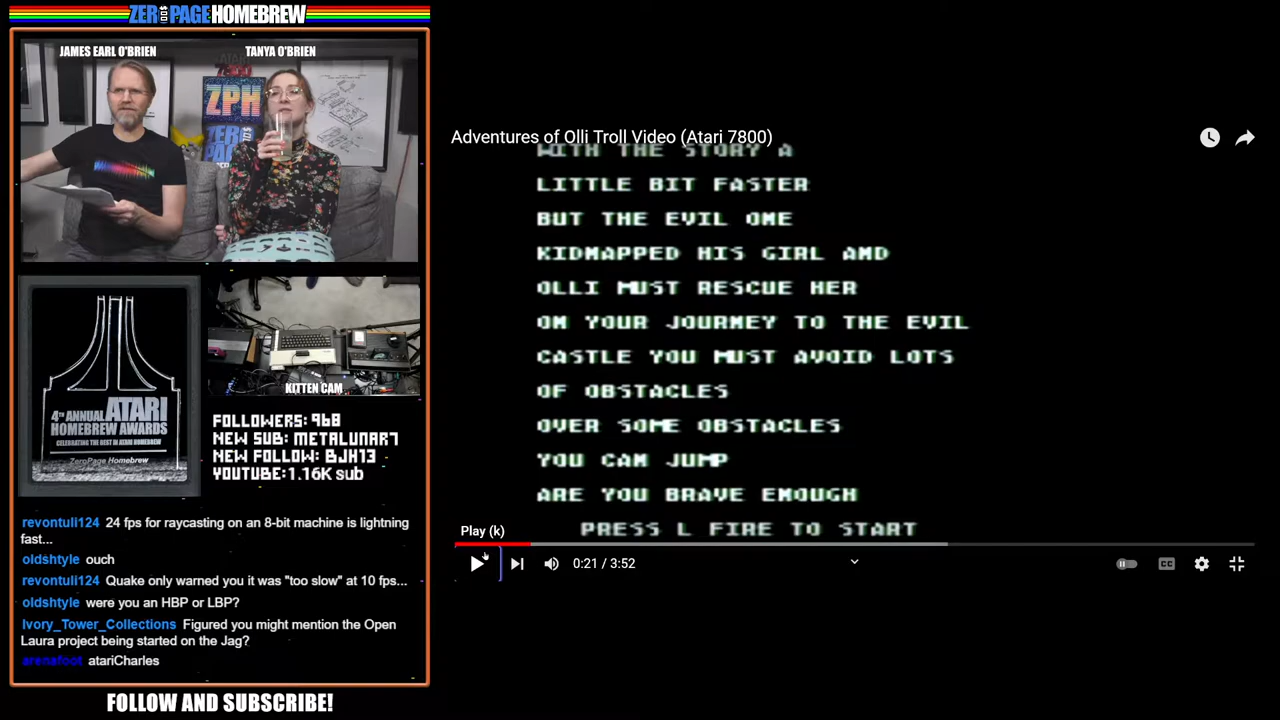 ZEROPAGE HOMEBREW
JAMES EARL O'BRIEN
TANYA O'BRIEN
ZPH
KITTEN CAM
4TH ANNUAL ATARI
HOMEBREW AWARDS
CELEBRATING THE BEST IN ATARI HOMEBREW
ZeroPage Homebrew
FOLLOWERS: 968
NEW SUB: METALUNAR7
NEW FOLLOW: BJH13
YOUTUBE: 1.16K sub
revontuli124 24 fps for raycasting on an 8-bit machine is lightning
fast...
oldshtyle ouch
revontuli124 Quake only warned you it was "too slow" at 10 fps...
oldshtyle were you an HBP or LBP?
Ivory_Tower_Collections Figured you might mention the Open
Laura project being started on the Jag?
arenafoot atariCharles
FOLLOW AND SUBSCRIBE!
Adventures of Olli Troll Video (Atari 7800)
WITH THE STORY A
LITTLE BIT FASTER
BUT THE EVIL ONE
KIDNAPPED HIS GIRL AND
OLLI MUST RESCUE HER
ON YOUR JOURNEY TO THE EVIL
CASTLE YOU MUST AVOID LOTS
OF OBSTACLES
OVER SOME OBSTACLES
YOU CAN JUMP
ARE YOU BRAVE ENOUGH
PRESS L FIRE TO START
Play (k)
0:21 / 3:52
CC